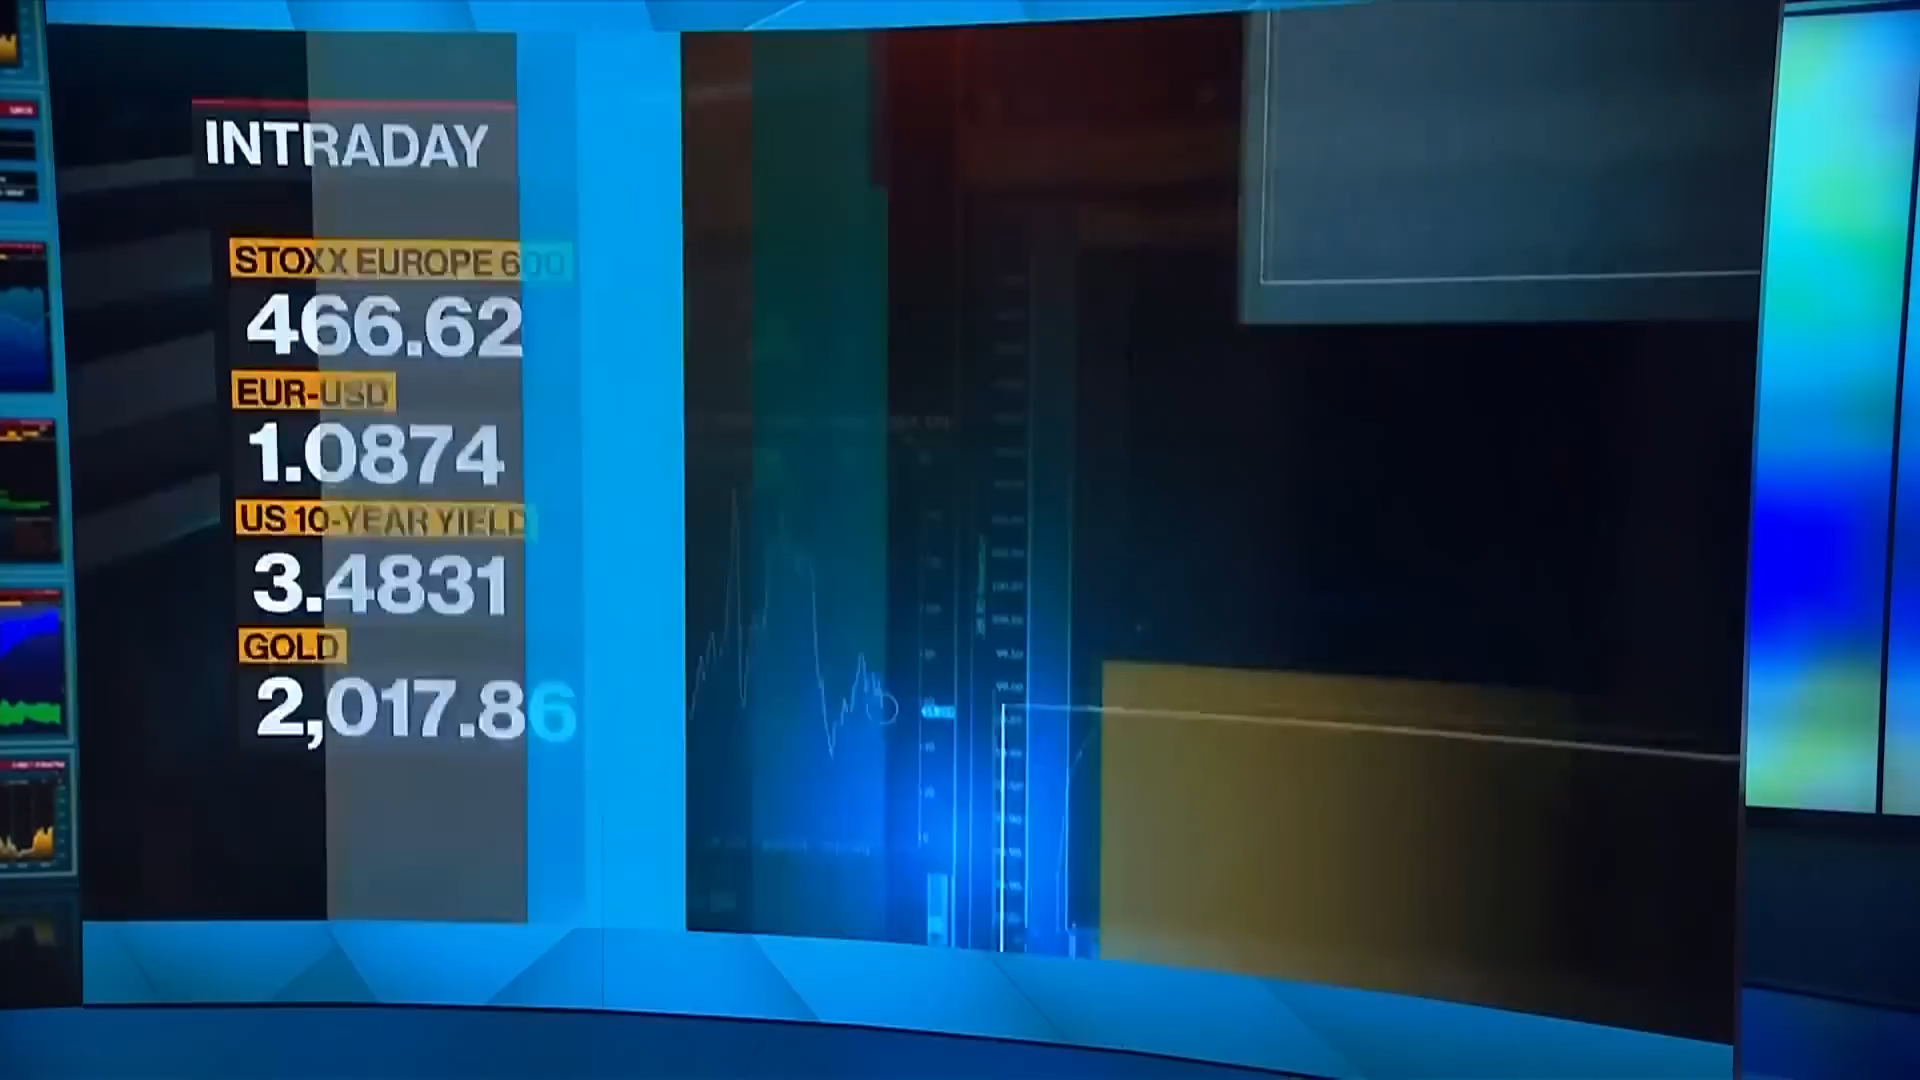 INTRADAY
STOXX EUROPE 600
466.62
EUR-USD
1.0874
US 10-YEAR YIELD
3.4831
GOLD
2,017.86